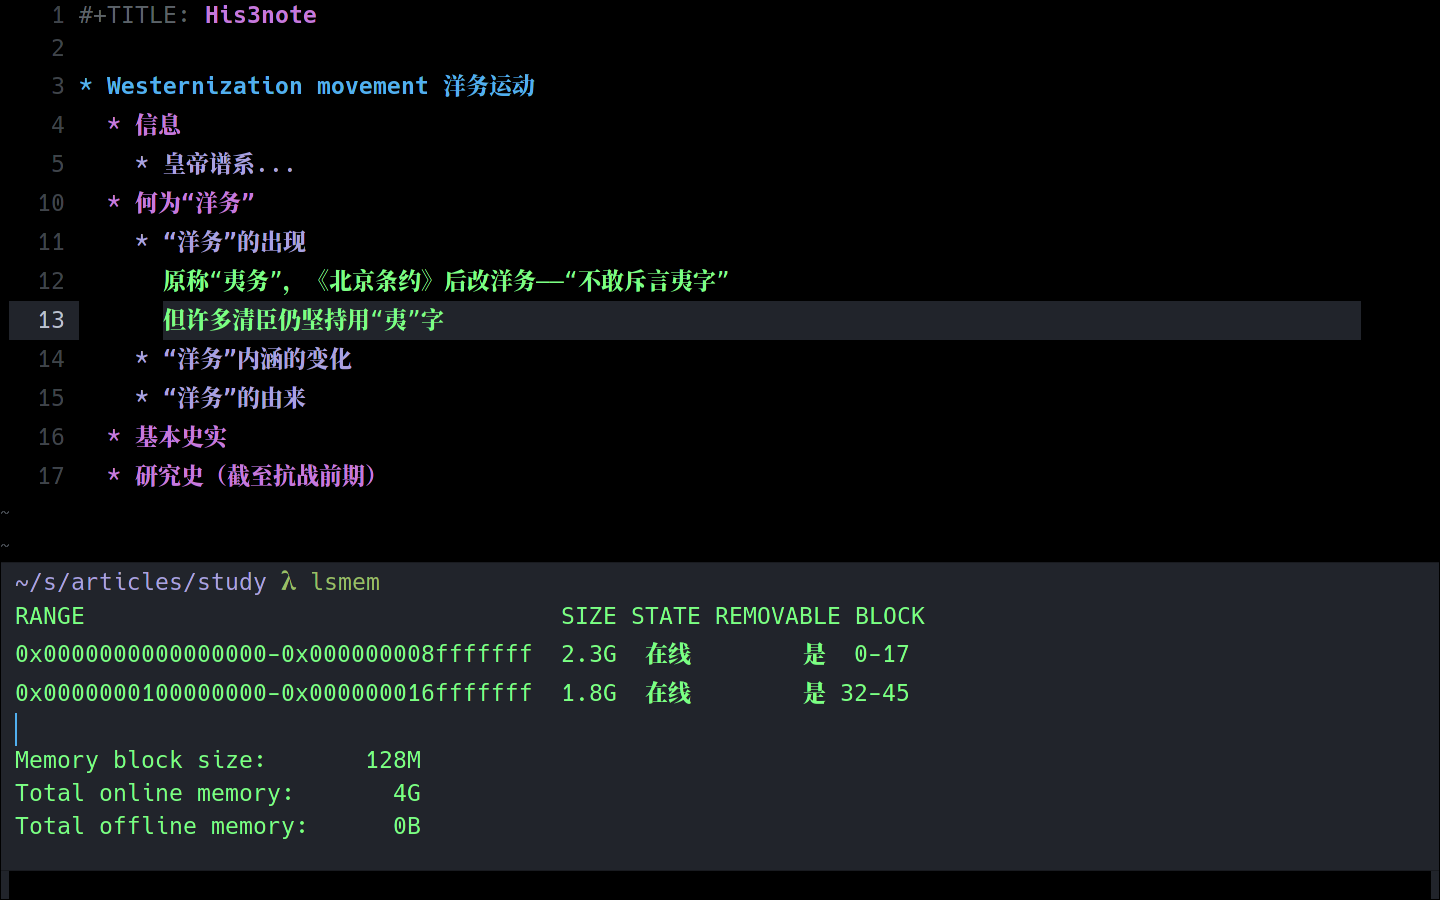 1 #+TITLE: His3note
2
3 * Westernization movement 洋务运动
4 * 信息
5 * 皇帝谱系...
10 * 何为“洋务”
11 * “洋务”的出现
12 原称“夷务”，《北京条约》后改洋务——“不敢斥言夷字”
13 但许多清臣仍坚持用“夷”字
14 * “洋务”内涵的变化
15 * “洋务”的由来
16 * 基本史实
17 * 研究史（截至抗战前期）
~
~
~/s/articles/study λ lsmem
RANGE SIZE STATE REMOVABLE BLOCK
0x0000000000000000-0x000000008fffffff 2.3G 在线 是 0-17
0x0000000100000000-0x000000016fffffff 1.8G 在线 是 32-45
Memory block size: 128M
Total online memory: 4G
Total offline memory: 0B